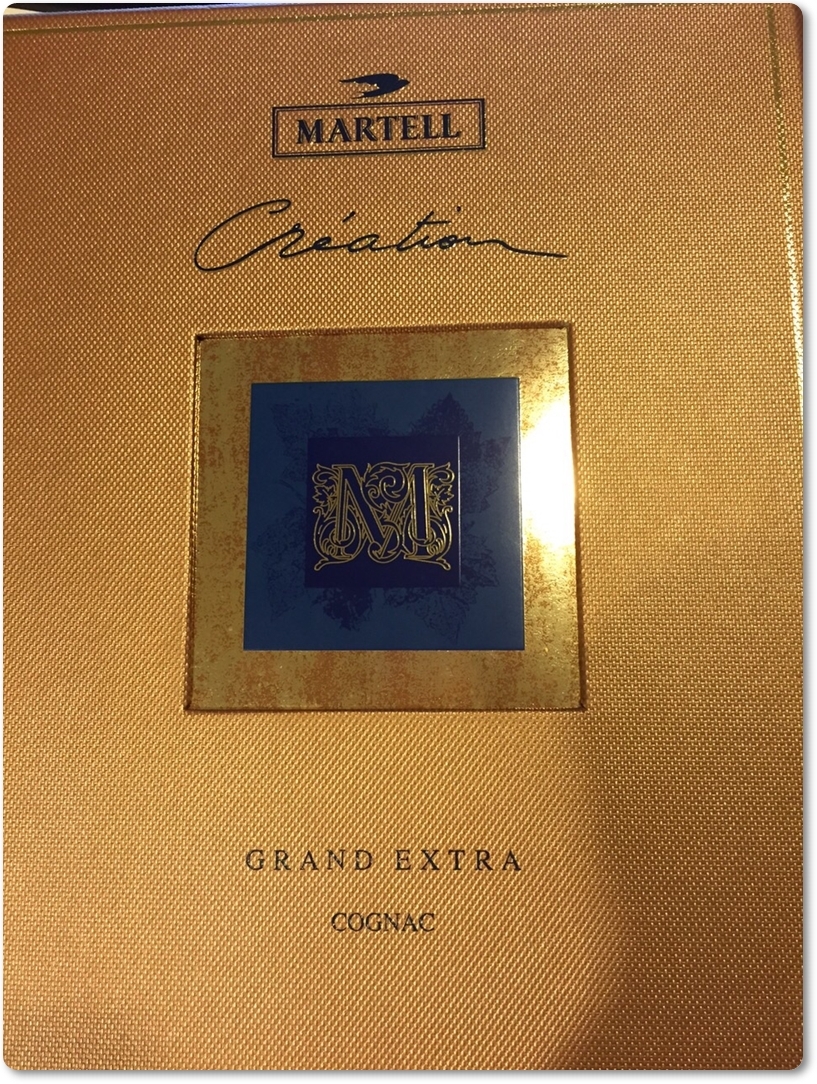 MARTELL
Création
M
GRAND EXTRA
COGNAC